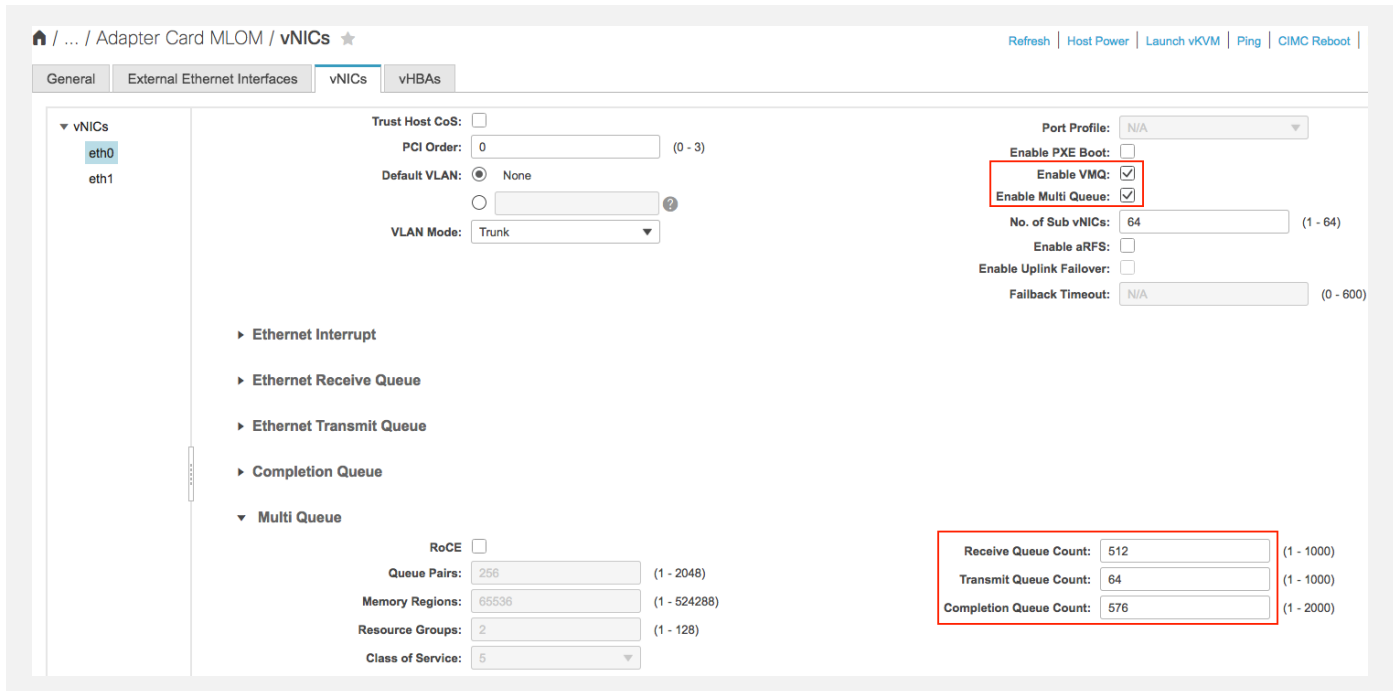 / ... / Adapter Card MLOM / vNICs
Refresh | Host Power | Launch vKVM | Ping | CIMC Reboot |
General External Ethernet Interfaces vNICs vHBAs
vNICs
eth0
eth1
Trust Host CoS:
PCI Order: 0 (0 - 3)
Default VLAN: None
?
VLAN Mode: Trunk
Port Profile: N/A
Enable PXE Boot:
Enable VMQ:
Enable Multi Queue:
No. of Sub vNICs: 64 (1 - 64)
Enable aRFS:
Enable Uplink Failover:
Failback Timeout: N/A (0 - 600)
Ethernet Interrupt
Ethernet Receive Queue
Ethernet Transmit Queue
Completion Queue
Multi Queue
RoCE
Queue Pairs: 256 (1 - 2048)
Memory Regions: 65536 (1 - 524288)
Resource Groups: 2 (1 - 128)
Class of Service: 5
Receive Queue Count: 512 (1 - 1000)
Transmit Queue Count: 64 (1 - 1000)
Completion Queue Count: 576 (1 - 2000)